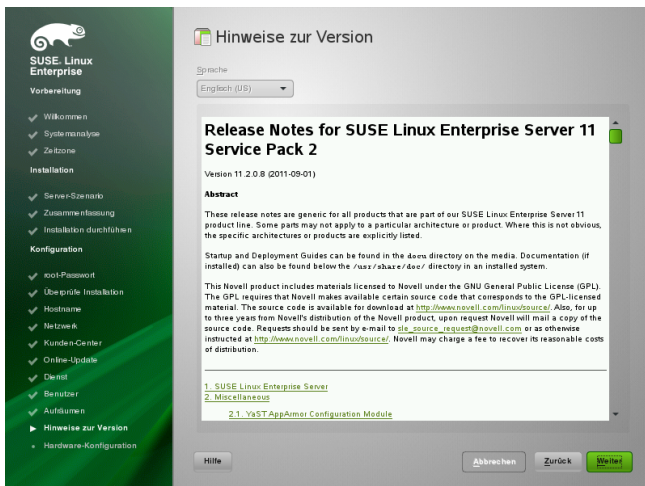 SUSE. Linux
Enterprise
Vorbereitung
Willkommen
Systemanalyse
Zeitzone
Installation
Server-Szenario
Zusammenfassung
Installation durchführen
Konfiguration
root-Passwort
Überprüfe Installation
Hostname
Netzwerk
Kunden-Center
Online-Update
Dienst
Benutzer
Aufräumen
Hinweise zur Version
Hardware-Konfiguration
Hinweise zur Version
Sprache
Englisch (US)
Release Notes for SUSE Linux Enterprise Server 11
Service Pack 2
Version 11.2.0.8 (2011-09-01)
Abstract
These release notes are generic for all products that are part of our SUSE Linux Enterprise Server 11
product line. Some parts may not apply to a particular architecture or product. Where this is not obvious,
the specific architectures or products are explicitly listed.
Startup and Deployment Guides can be found in the docu directory on the media. Documentation (if
installed) can also be found below the /usr/share/doc/ directory in an installed system.
This Novell product includes materials licensed to Novell under the GNU General Public License (GPL).
The GPL requires that Novell makes available certain source code that corresponds to the GPL-licensed
material. The source code is available for download at http://www.novell.com/linux/source/. Also, for up
to three years from Novell's distribution of the Novell product, upon request Novell will mail a copy of the
source code. Requests should be sent by e-mail to sle_source_request@novell.com or as otherwise
instructed at http://www.novell.com/linux/source/. Novell may charge a fee to recover its reasonable costs
of distribution.
1. SUSE Linux Enterprise Server
2. Miscellaneous
2.1. YaST AppArmor Configuration Module
Hilfe
Abbrechen
Zurück
Weiter